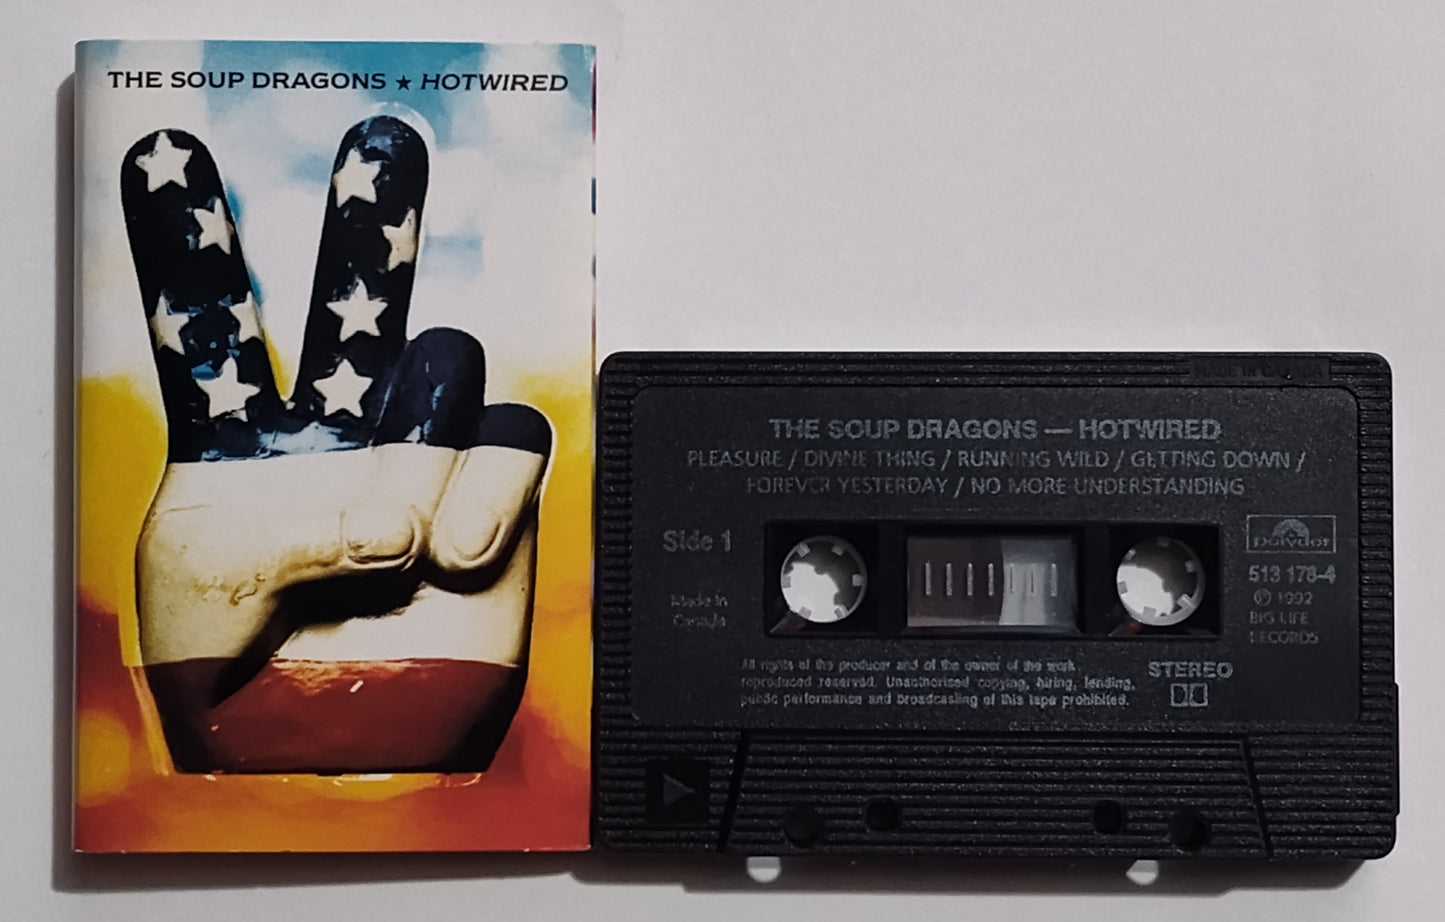 THE SOUP DRAGONS ★ HOTWIRED
MADE IN CANADA
THE SOUP DRAGONS — HOTWIRED
PLEASURE / DIVINE THING / RUNNING WILD / GETTING DOWN /
FOREVER YESTERDAY / NO MORE UNDERSTANDING
Side 1
polydor
513 178-4
Ⓟ 1992
BIG LIFE
RECORDS
Made in
Canada
All rights of the producer and of the owner of the work
reproduced reserved. Unauthorised copying, hiring, lending,
public performance and broadcasting of this tape prohibited.
STEREO